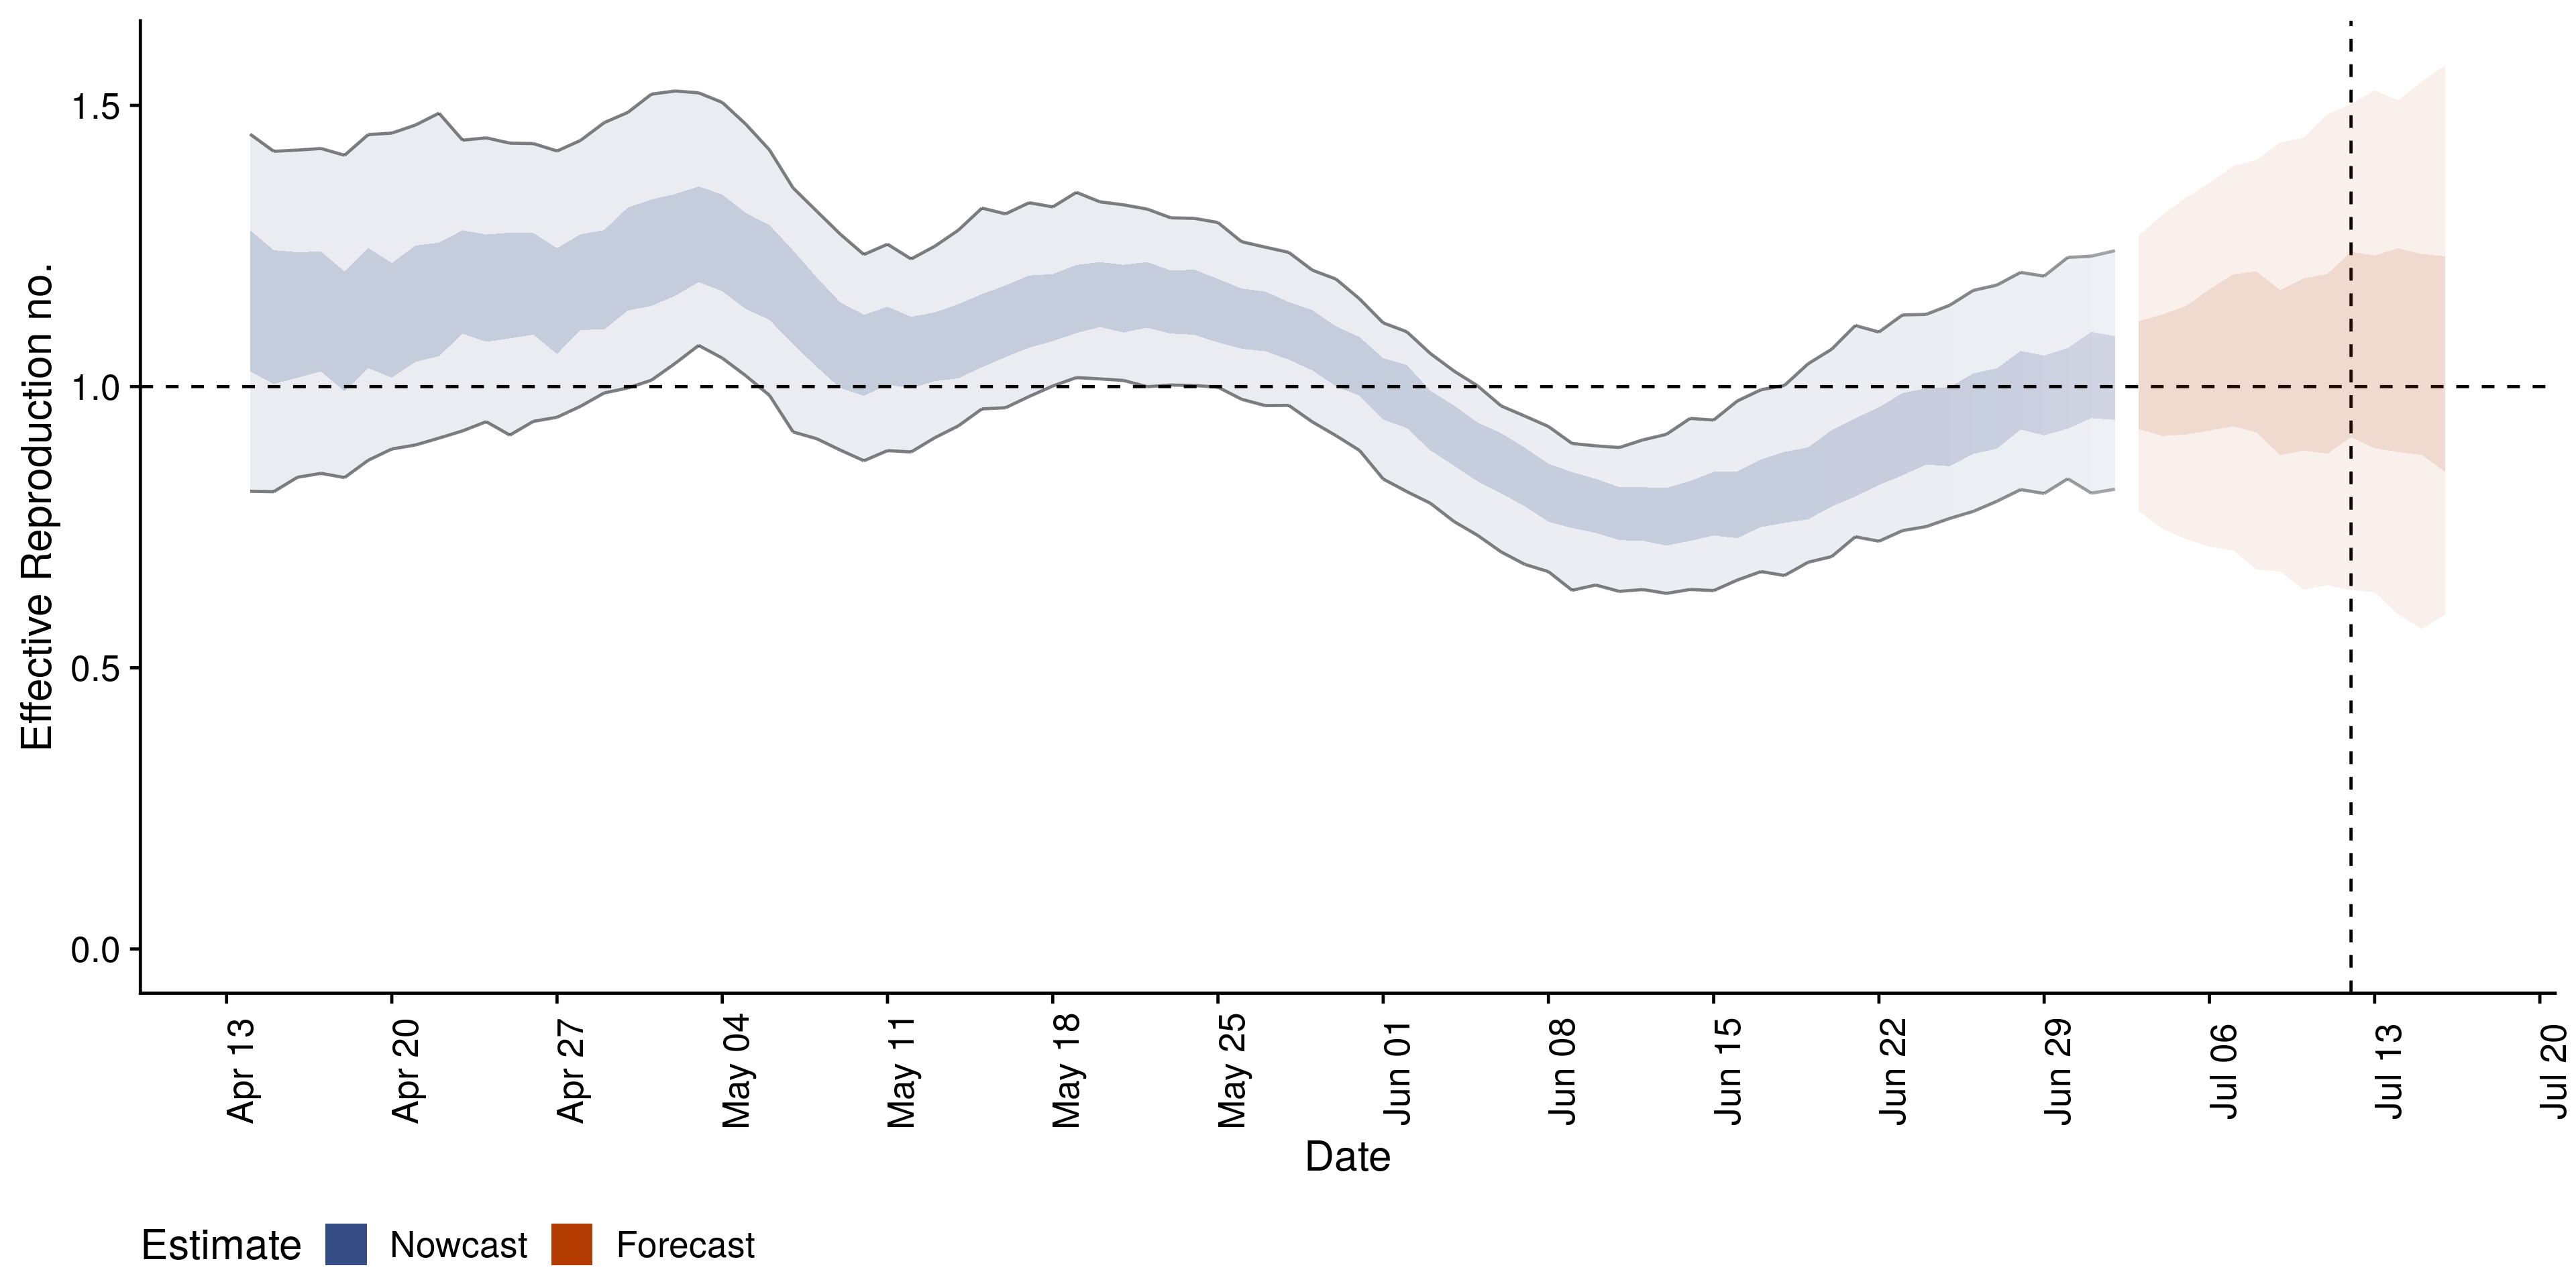 Effective Reproduction no.
1.5
1.0
0.5
0.0
Apr 13
Apr 20
Apr 27
May 04
May 11
May 18
May 25
Jun 01
Jun 08
Jun 15
Jun 22
Jun 29
Jul 06
Jul 13
Jul 20
Date
Estimate Nowcast Forecast